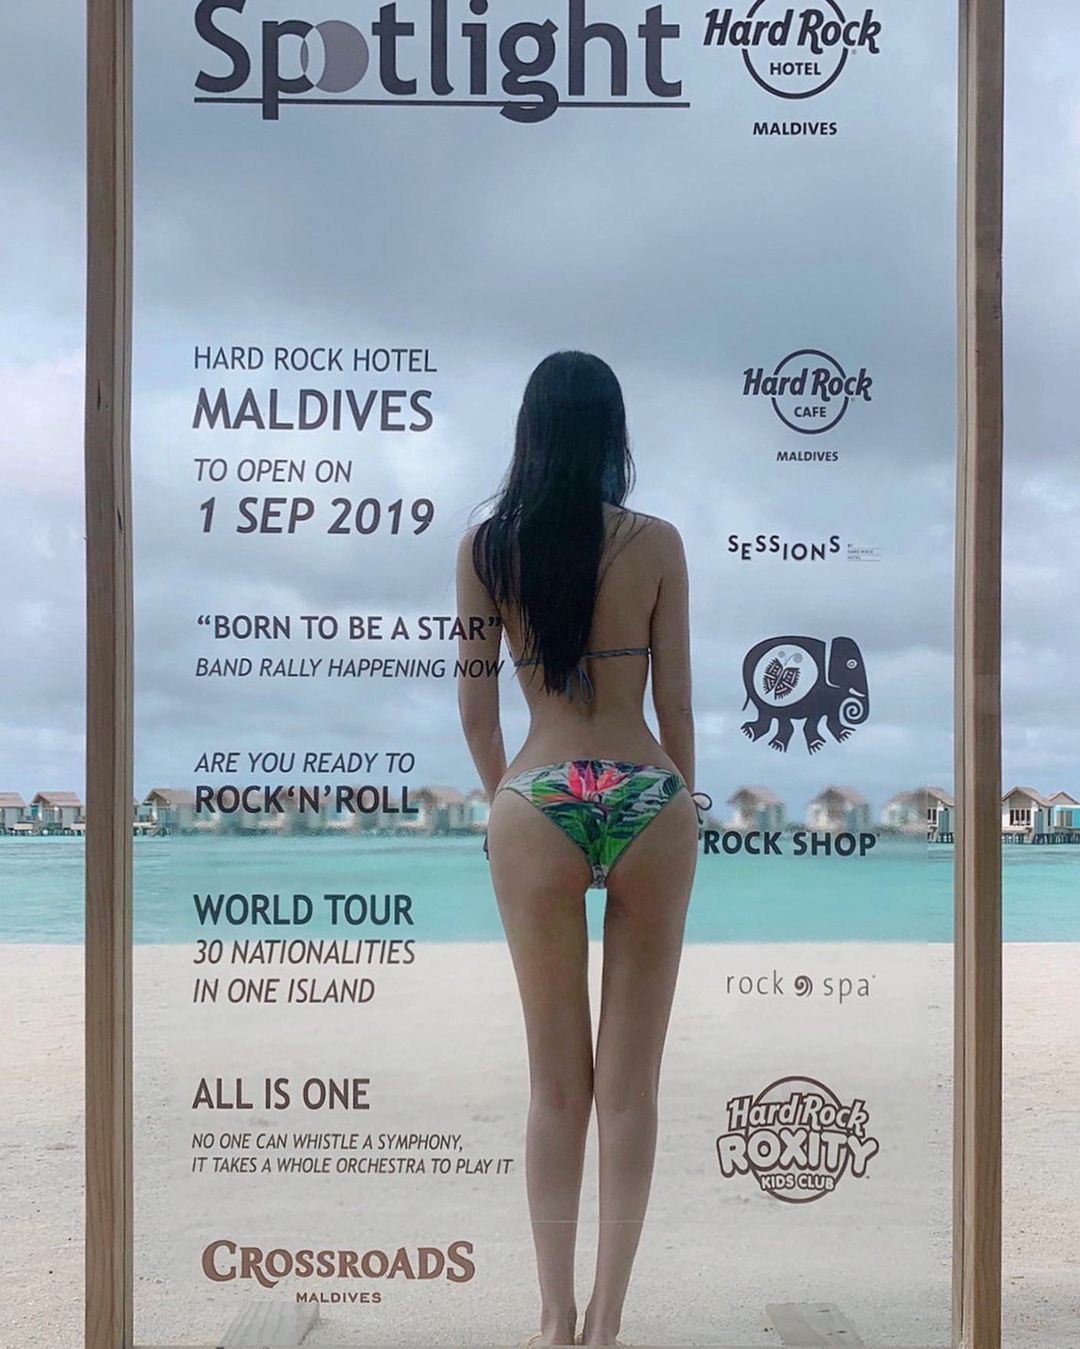 Spotlight
Hard Rock
HOTEL
MALDIVES
HARD ROCK HOTEL
MALDIVES
TO OPEN ON
1 SEP 2019
"BORN TO BE A STAR"
BAND RALLY HAPPENING NOW
ARE YOU READY TO
ROCK'N'ROLL
WORLD TOUR
30 NATIONALITIES
IN ONE ISLAND
ALL IS ONE
NO ONE CAN WHISTLE A SYMPHONY,
IT TAKES A WHOLE ORCHESTRA TO PLAY IT
CROSSROADS
MALDIVES
Hard Rock
CAFE
MALDIVES
SESSIONS
ROCK SHOP
rock spa
Hard Rock
ROXITY
KIDS CLUB